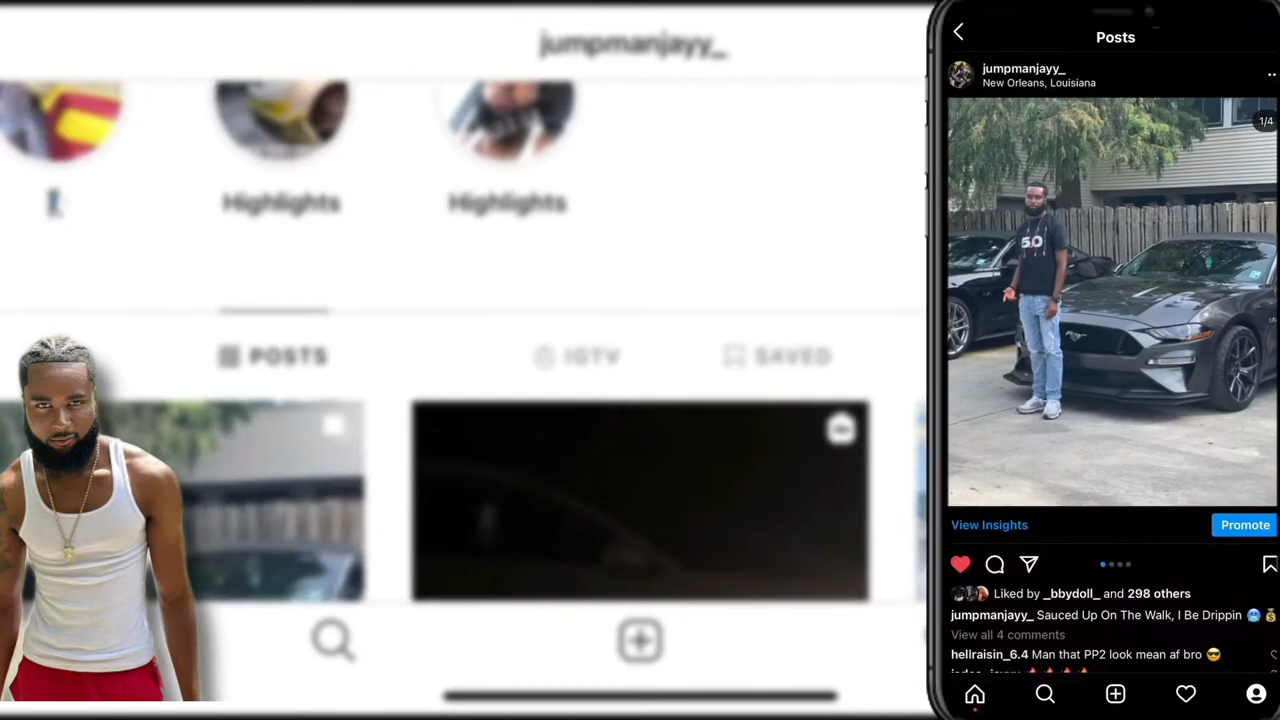 jumpmanjayy_
Highlights
Highlights
POSTS
IGTV
SAVED
Posts
jumpmanjayy_
New Orleans, Louisiana
1/4
5.0
View Insights
Promote
Liked by _bbydoll_ and 298 others
jumpmanjayy_ Sauced Up On The Walk, I Be Drippin 🥶💰
View all 4 comments
hellraisin_6.4 Man that PP2 look mean af bro 😎